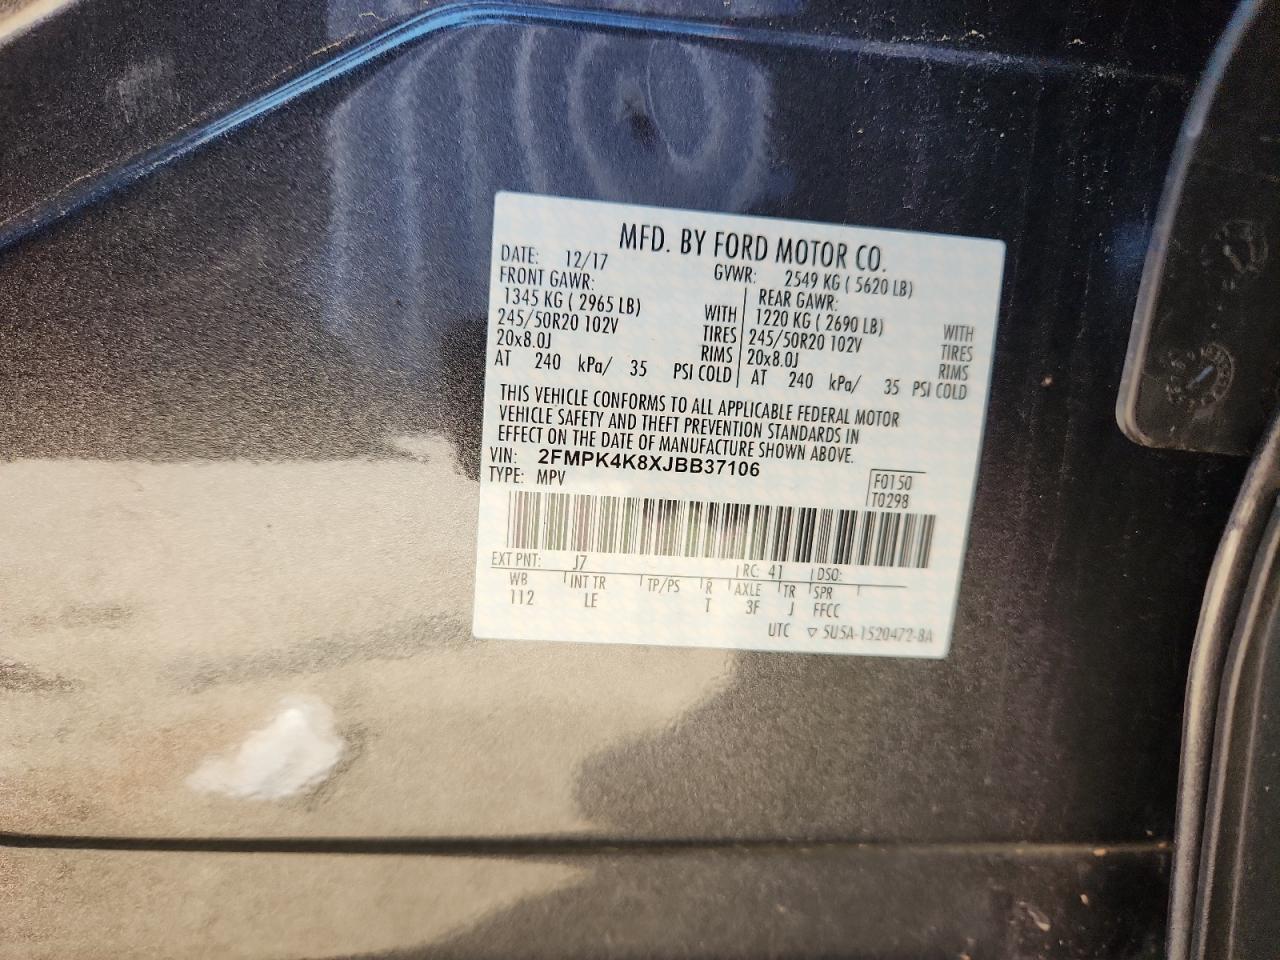 MFD. BY FORD MOTOR CO.
DATE: 12/17 GVWR: 2549 KG ( 5620 LB)
FRONT GAWR: REAR GAWR:
1345 KG ( 2965 LB) WITH 1220 KG ( 2690 LB) WITH
245/50R20 102V TIRES 245/50R20 102V TIRES
20x8.0J RIMS 20x8.0J RIMS
AT 240 kPa/ 35 PSI COLD AT 240 kPa/ 35 PSI COLD
THIS VEHICLE CONFORMS TO ALL APPLICABLE FEDERAL MOTOR
VEHICLE SAFETY AND THEFT PREVENTION STANDARDS IN
EFFECT ON THE DATE OF MANUFACTURE SHOWN ABOVE.
VIN: 2FMPK4K8XJBB37106
TYPE: MPV F0150
T0298
EXT PNT: J7 RC: 41 DSO:
WB INT TR TP/PS R AXLE TR SPR
112 LE T 3F J FFCC
UTC ▽ 5U5A-1520472-BA